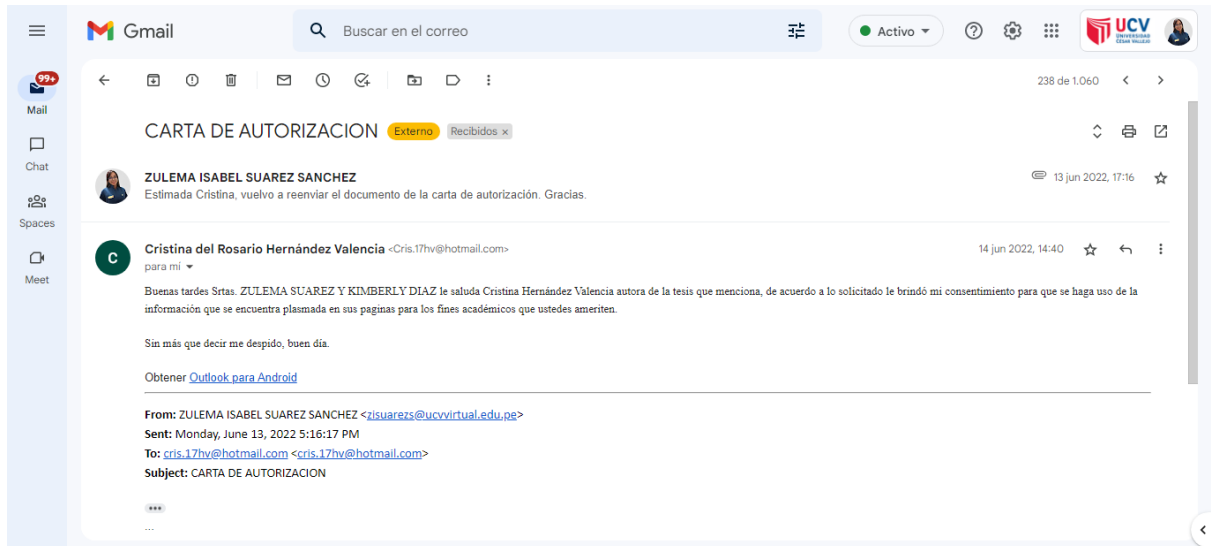 Gmail
Buscar en el correo
Activo
UCV
UNIVERSIDAD
CÉSAR VALLEJO
99+
Mail
Chat
Spaces
Meet
238 de 1.060
CARTA DE AUTORIZACION Externo Recibidos ×
ZULEMA ISABEL SUAREZ SANCHEZ
13 jun 2022, 17:16
Estimada Cristina, vuelvo a reenviar el documento de la carta de autorización. Gracias.
C
Cristina del Rosario Hernández Valencia <Cris.17hv@hotmail.com>
14 jun 2022, 14:40
para mí
Buenas tardes Srtas. ZULEMA SUAREZ Y KIMBERLY DIAZ le saluda Cristina Hernández Valencia autora de la tesis que menciona, de acuerdo a lo solicitado le brindó mi consentimiento para que se haga uso de la
información que se encuentra plasmada en sus paginas para los fines académicos que ustedes ameriten.
Sin más que decir me despido, buen día.
Obtener Outlook para Android
From: ZULEMA ISABEL SUAREZ SANCHEZ <zisuarezs@ucvvirtual.edu.pe>
Sent: Monday, June 13, 2022 5:16:17 PM
To: cris.17hv@hotmail.com <cris.17hv@hotmail.com>
Subject: CARTA DE AUTORIZACION
...